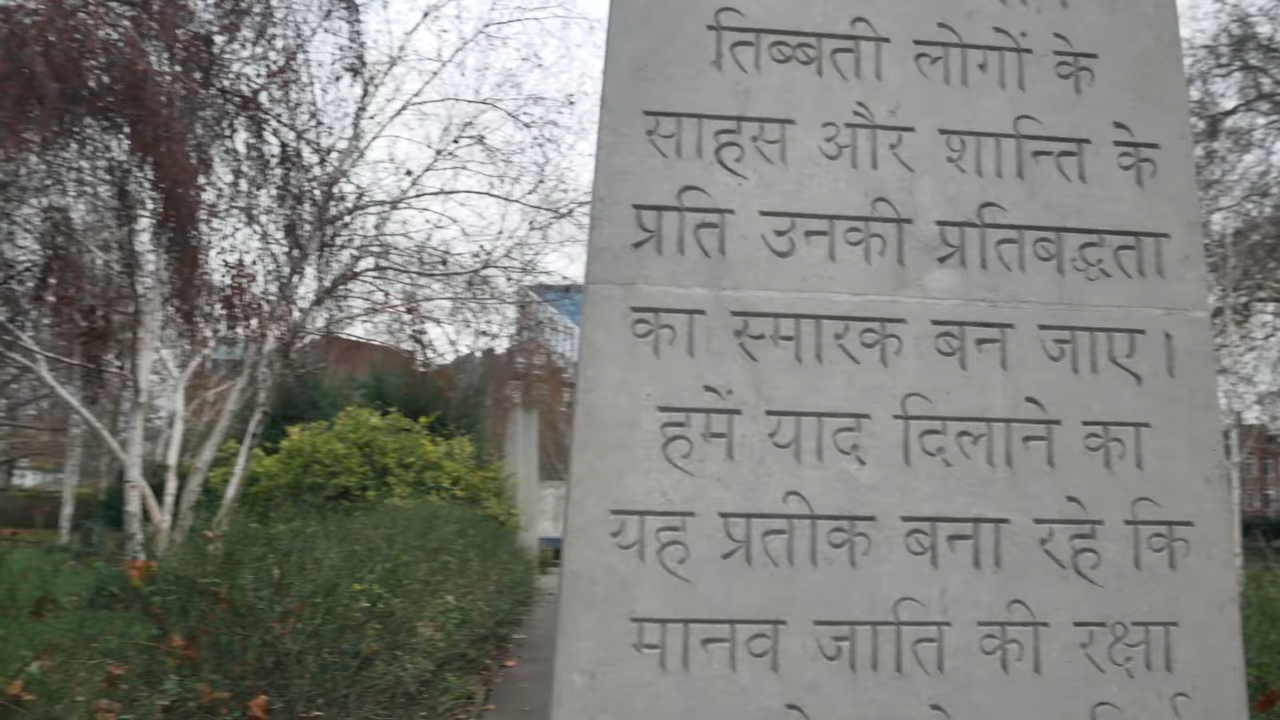 तिब्बती लोगों के
साहस और शान्ति के
प्रति उनकी प्रतिबद्धता
का स्मारक बन जाए।
हमें याद दिलाने का
यह प्रतीक बना रहे कि
मानव जाति की रक्षा